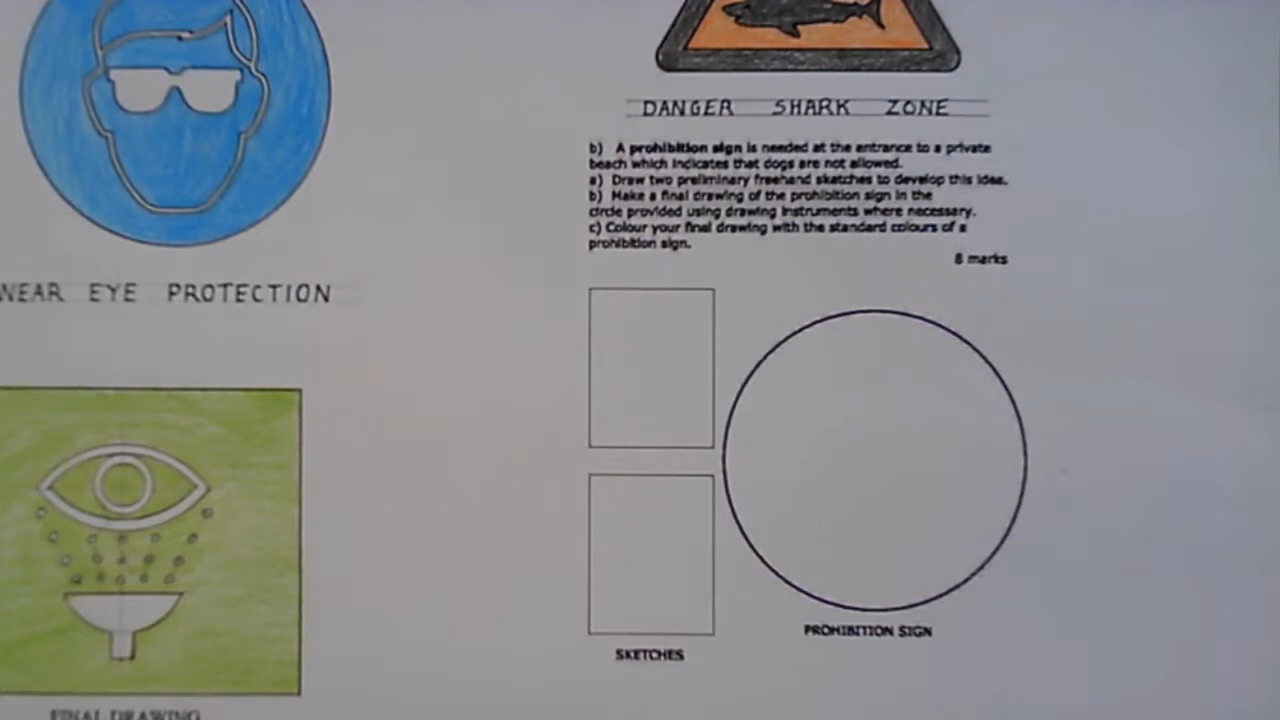 WEAR EYE PROTECTION
FINAL DRAWING
DANGER SHARK ZONE
b) A prohibition sign is needed at the entrance to a private
beach which indicates that dogs are not allowed.
a) Draw two preliminary freehand sketches to develop this idea.
b) Make a final drawing of the prohibition sign in the
circle provided using drawing instruments where necessary.
c) Colour your final drawing with the standard colours of a
prohibition sign.
8 marks
SKETCHES
PROHIBITION SIGN